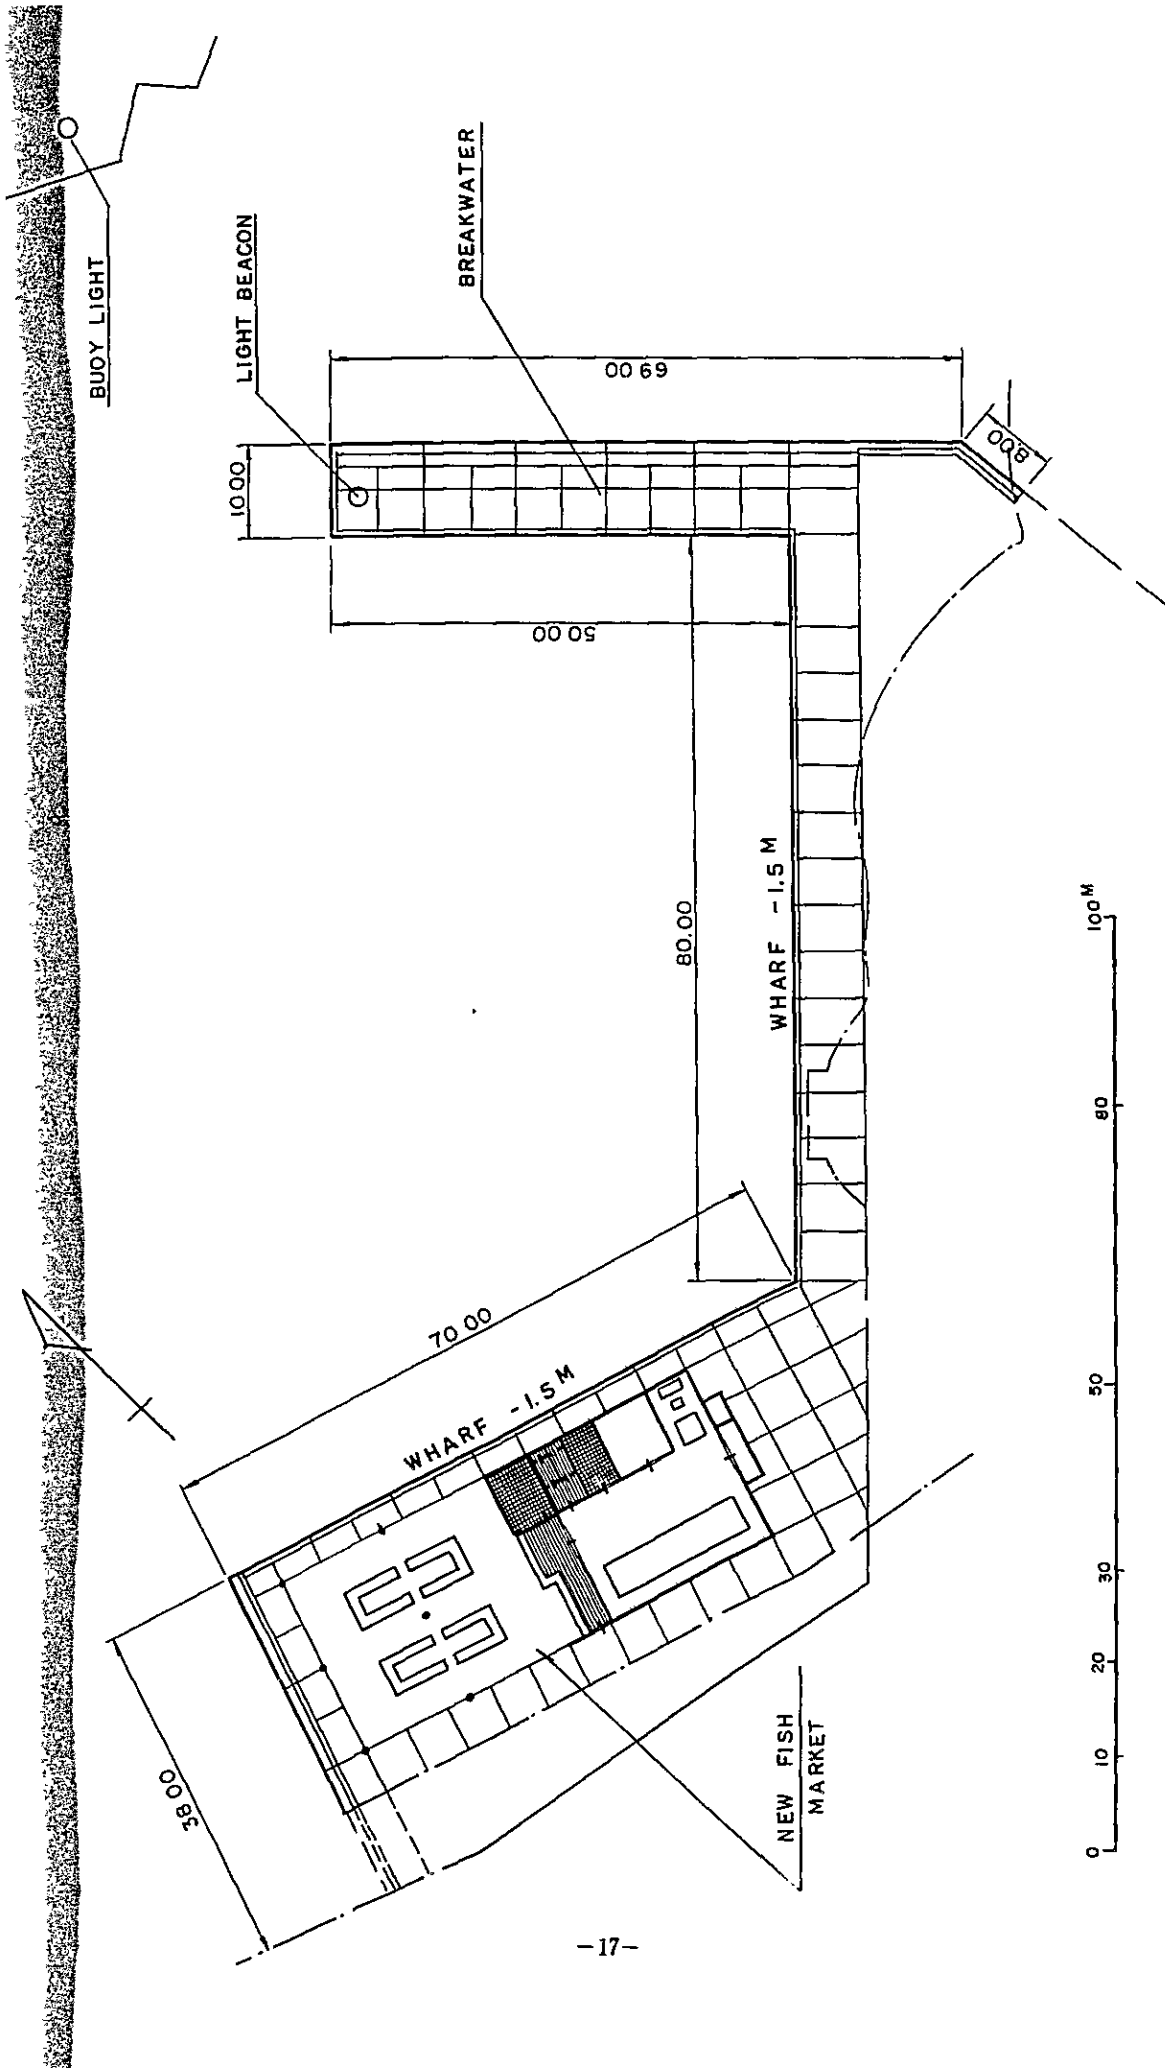 BUOY LIGHT
LIGHT BEACON
BREAKWATER
10 00
69 00
50 00
8.00
80.00
WHARF -1.5 M
70 00
WHARF -1.5 M
38 00
NEW FISH
MARKET
0 10 20 30 50 80 100 M
-17-